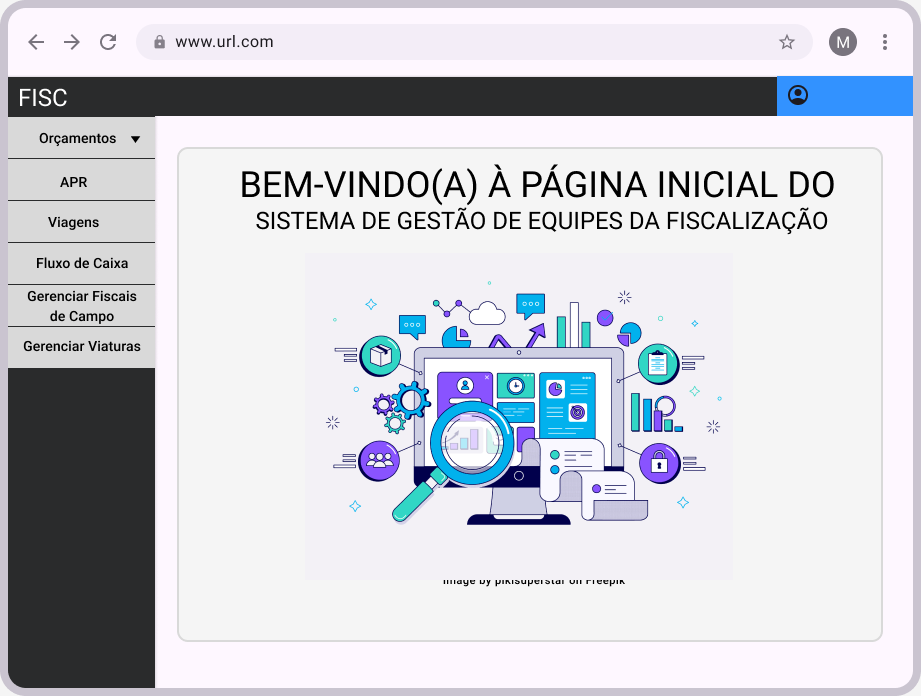 www.url.com
M
FISC
Orçamentos
APR
Viagens
Fluxo de Caixa
Gerenciar Fiscais
de Campo
Gerenciar Viaturas
BEM-VINDO(A) À PÁGINA INICIAL DO
SISTEMA DE GESTÃO DE EQUIPES DA FISCALIZAÇÃO
Image by pikisuperstar on Freepik